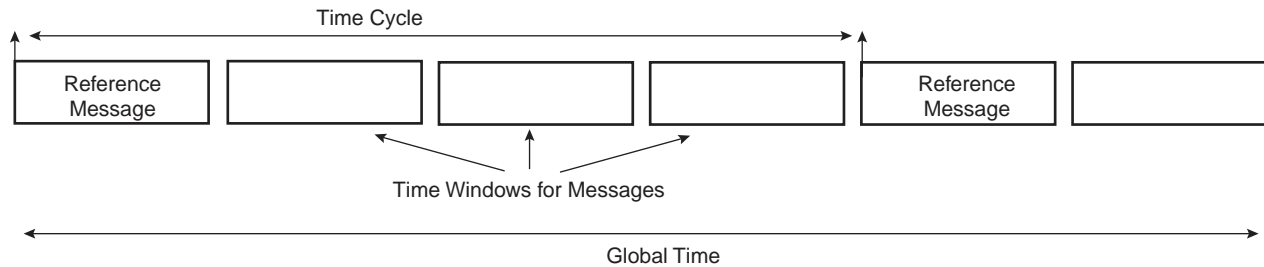 Time Cycle
Reference
Message
Reference
Message
Time Windows for Messages
Global Time